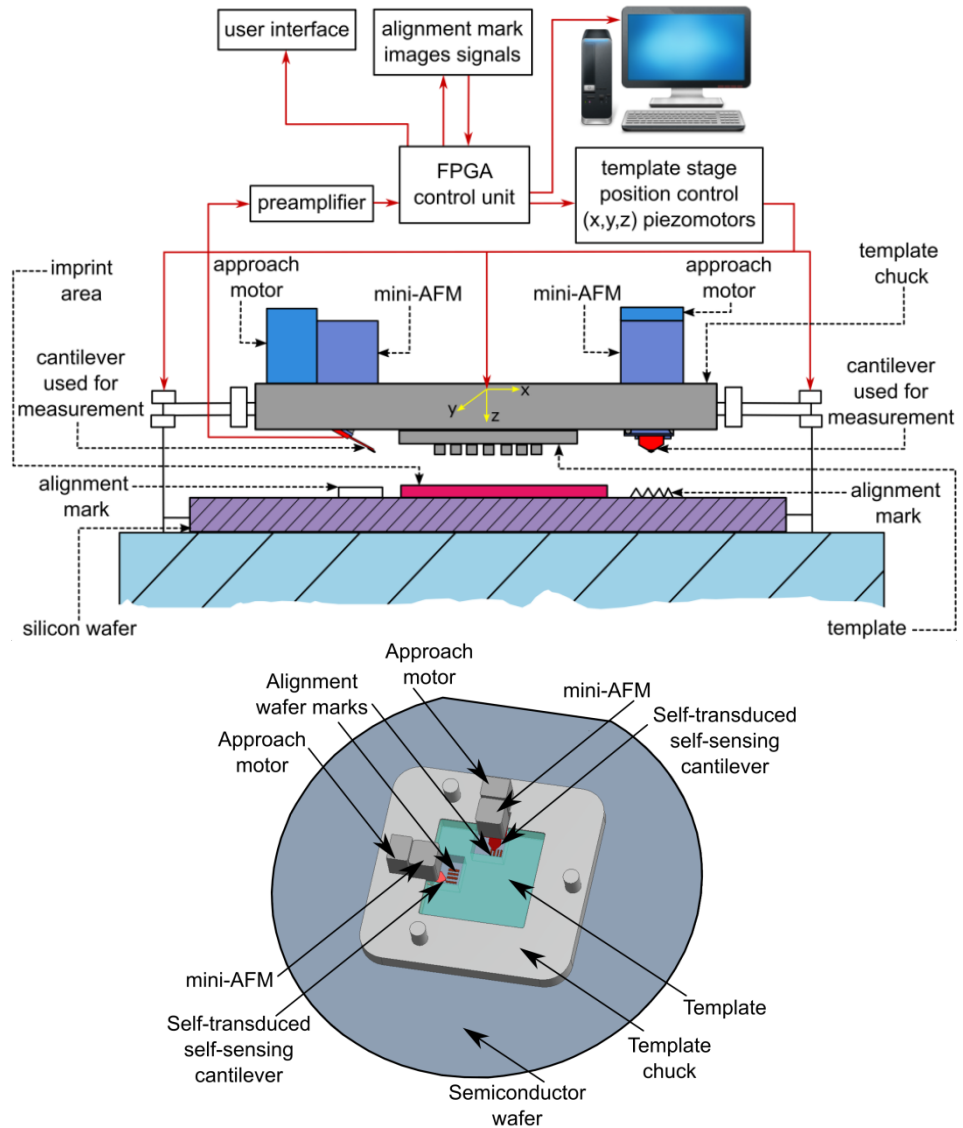 user interface
alignment mark
images signals
FPGA
control unit
template stage
position control
(x,y,z) piezomotors
preamplifier
imprint
area
approach
motor
mini-AFM
mini-AFM
approach
motor
template
chuck
cantilever
used for
measurement
x
y
z
cantilever
used for
measurement
alignment
mark
alignment
mark
silicon wafer
template
Approach
motor
Alignment
wafer marks
mini-AFM
Approach
motor
Self-transduced
self-sensing
cantilever
mini-AFM
Self-transduced
self-sensing
cantilever
Template
Template
chuck
Semiconductor
wafer